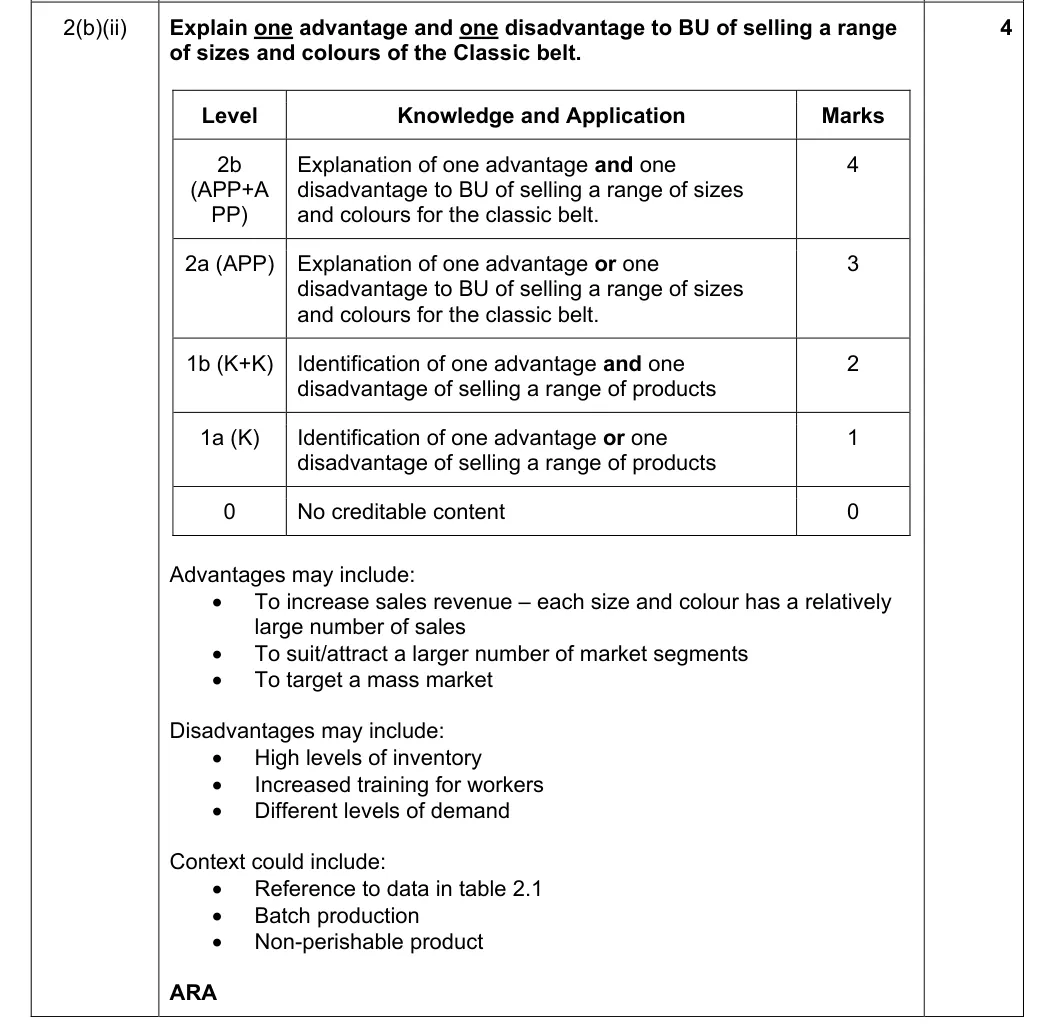 2(b)(ii)
Explain one advantage and one disadvantage to BU of selling a range
of sizes and colours of the Classic belt.
4
Level
Knowledge and Application
Marks
2b
(APP+A
PP)
Explanation of one advantage and one
disadvantage to BU of selling a range of sizes
and colours for the classic belt.
4
2a (APP)
Explanation of one advantage or one
disadvantage to BU of selling a range of sizes
and colours for the classic belt.
3
1b (K+K)
Identification of one advantage and one
disadvantage of selling a range of products
2
1a (K)
Identification of one advantage or one
disadvantage of selling a range of products
1
0
No creditable content
0
Advantages may include:
• To increase sales revenue – each size and colour has a relatively
large number of sales
• To suit/attract a larger number of market segments
• To target a mass market
Disadvantages may include:
• High levels of inventory
• Increased training for workers
• Different levels of demand
Context could include:
• Reference to data in table 2.1
• Batch production
• Non-perishable product
ARA